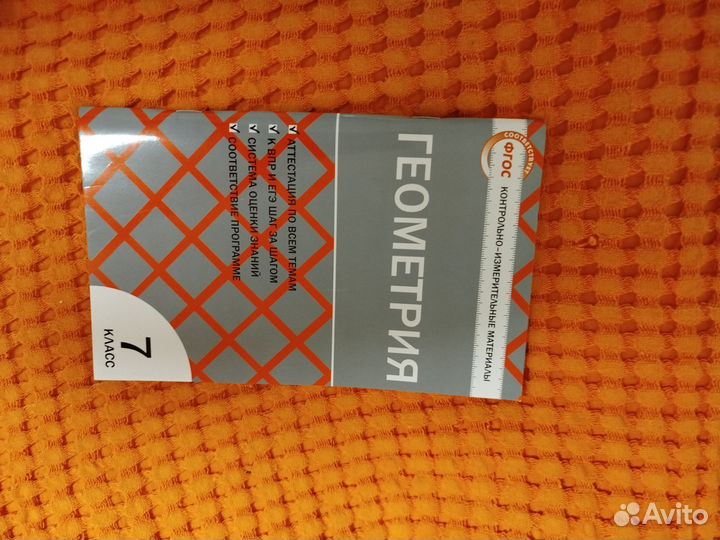 СООТВЕТСТВУЕТ
ФГОС
КОНТРОЛЬНО-ИЗМЕРИТЕЛЬНЫЕ МАТЕРИАЛЫ
ГЕОМЕТРИЯ
АТТЕСТАЦИЯ ПО ВСЕМ ТЕМАМ
К ВПР И ЕГЭ ШАГ ЗА ШАГОМ
СИСТЕМА ОЦЕНКИ ЗНАНИЙ
СООТВЕТСТВИЕ ПРОГРАММЕ
7
КЛАСС
Avito